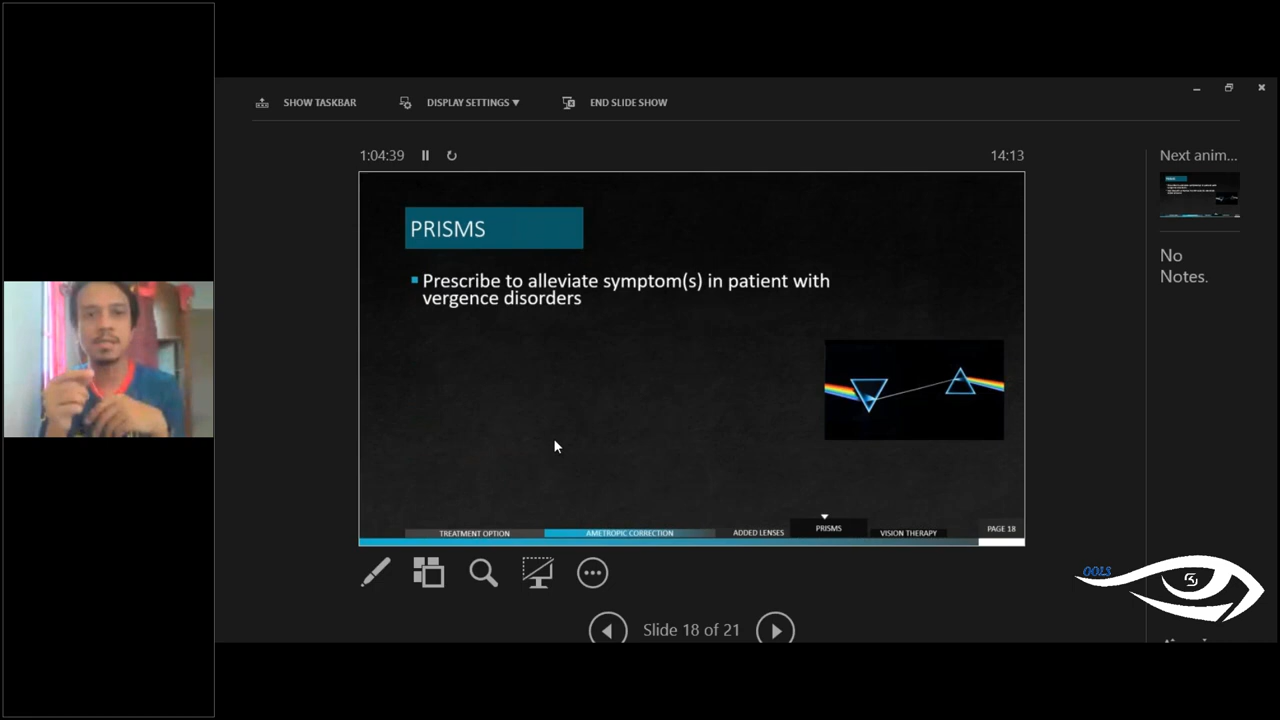 SHOW TASKBAR
DISPLAY SETTINGS ▼
END SLIDE SHOW
1:04:39
14:13
Next anim...
PRISMS
Prescribe to alleviate symptom(s) in patient with
vergence disorders
No
Notes.
TREATMENT OPTION
AMETROPIC CORRECTION
ADDED LENSES
PRISMS
VISION THERAPY
PAGE 18
OOLS
Slide 18 of 21